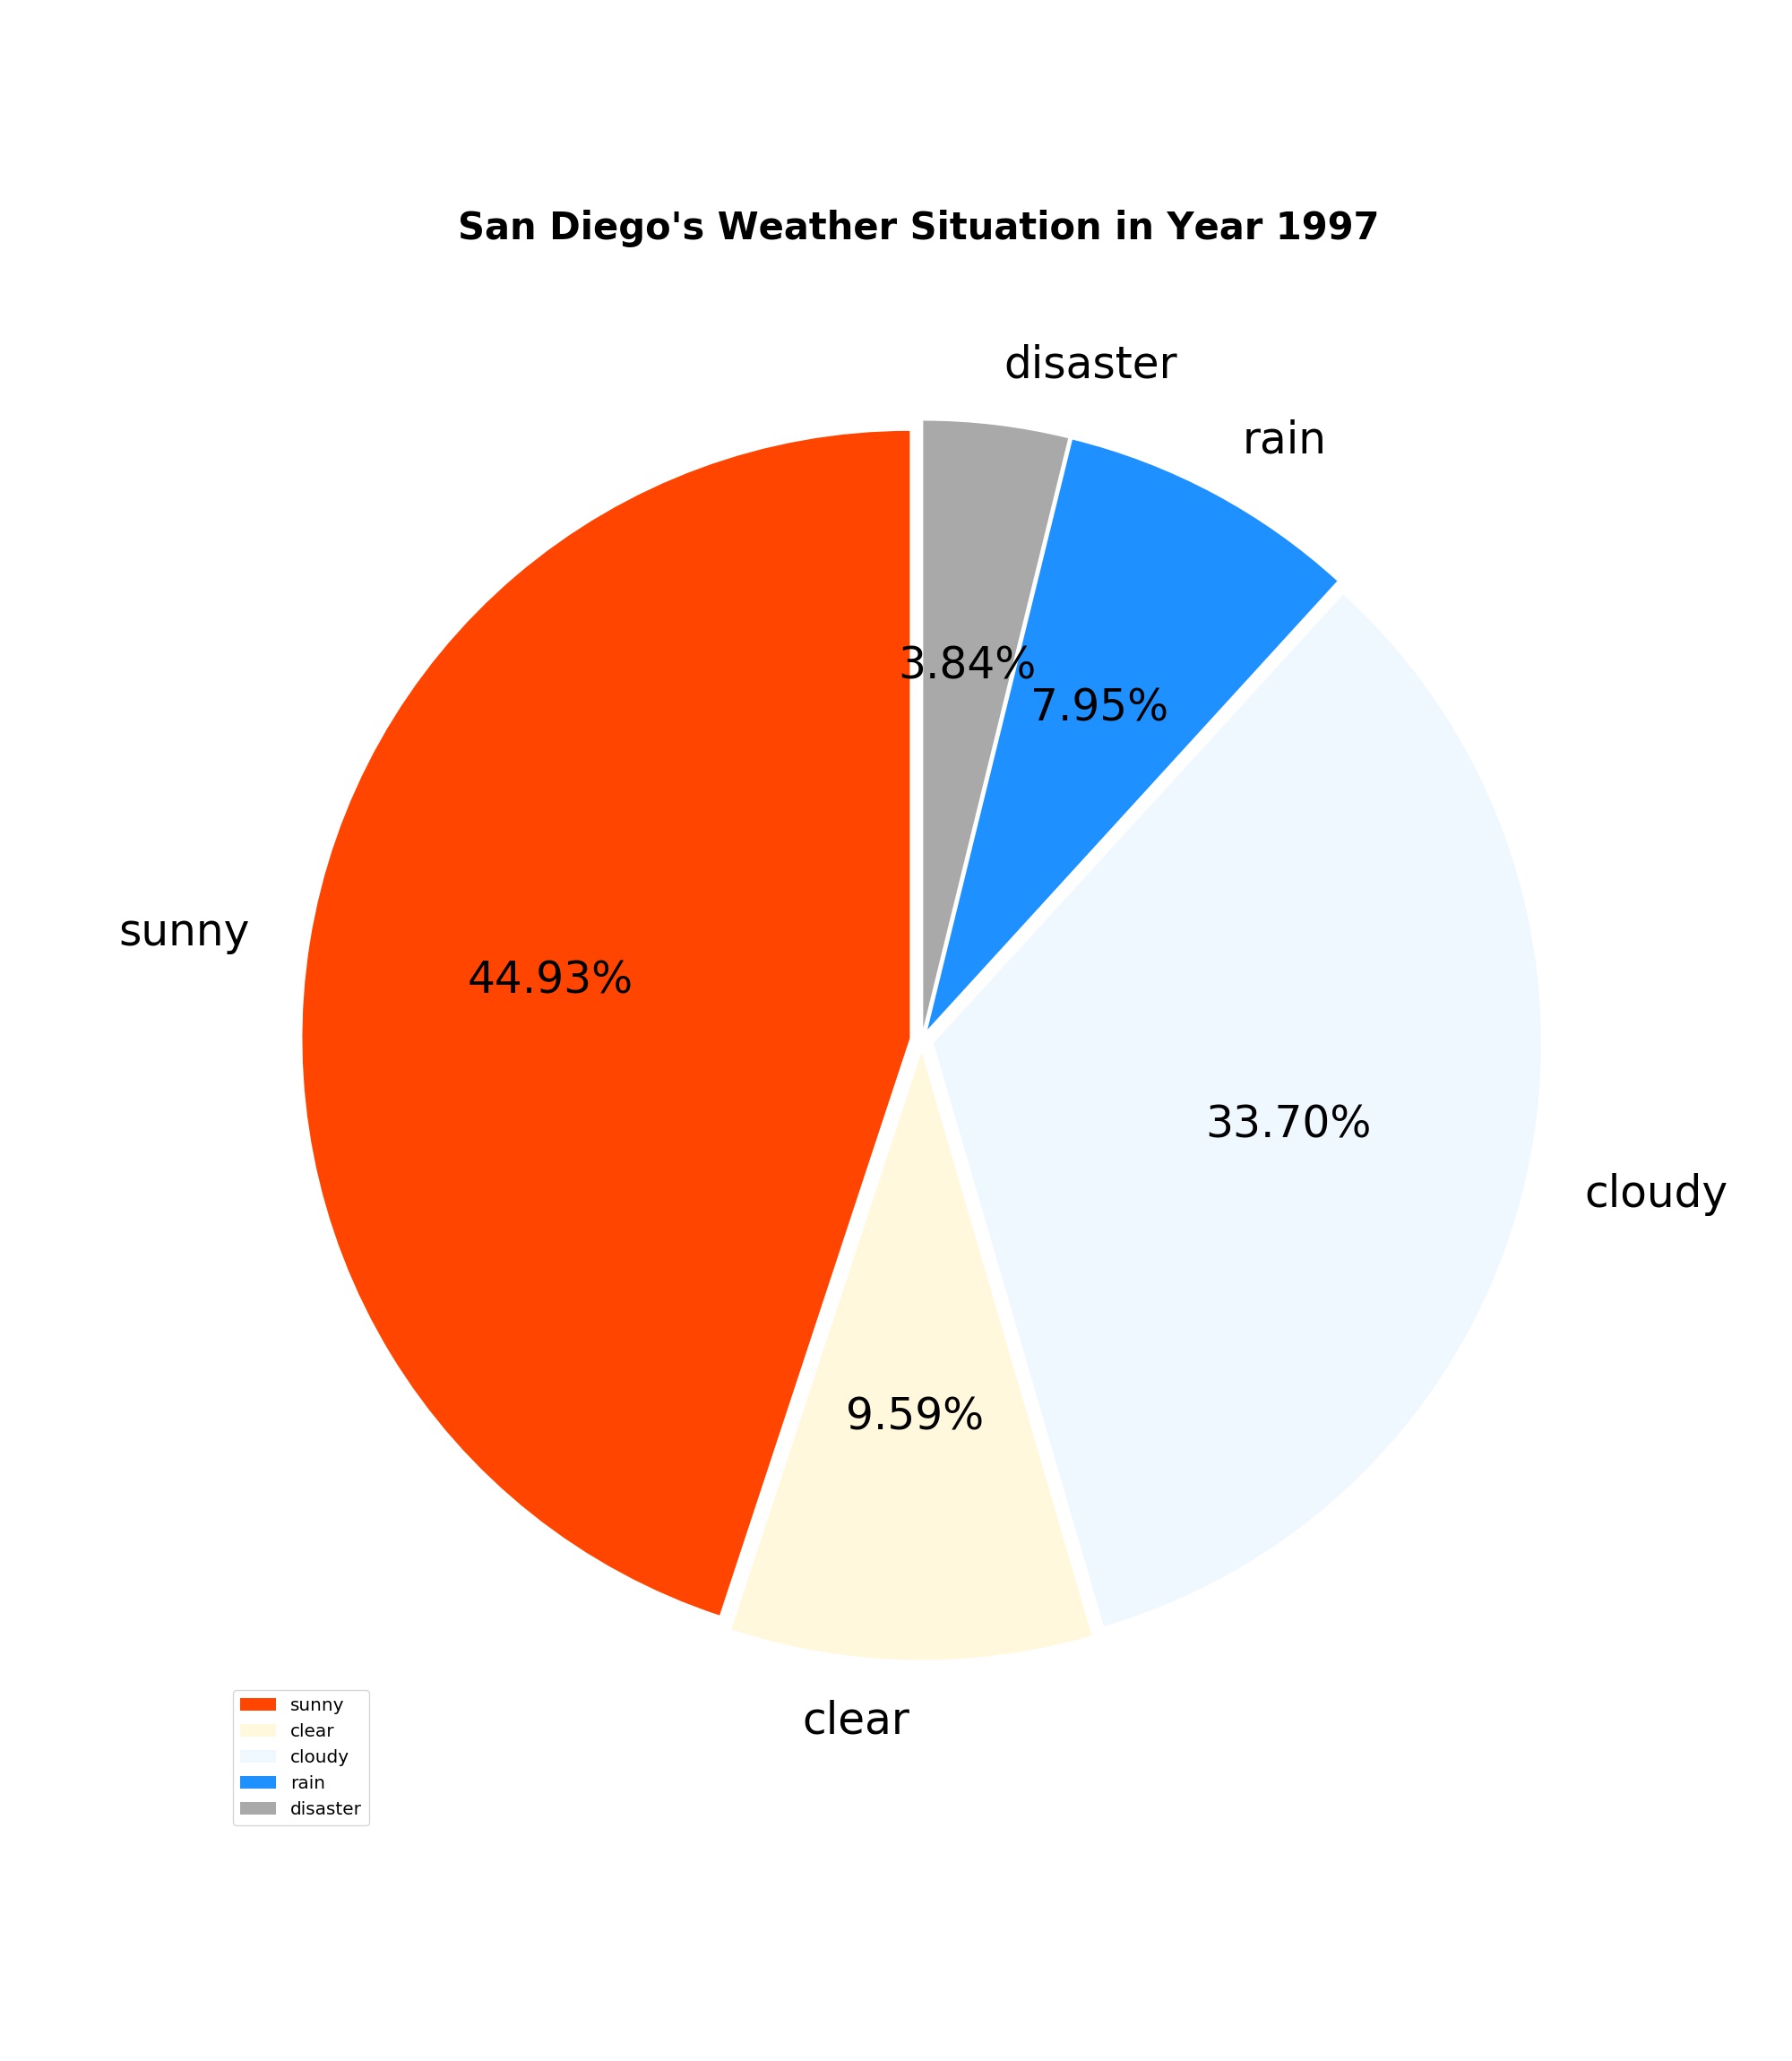 San Diego's Weather Situation in Year 1997
disaster
rain
3.84%
7.95%
sunny
44.93%
33.70%
cloudy
9.59%
clear
sunny
clear
cloudy
rain
disaster